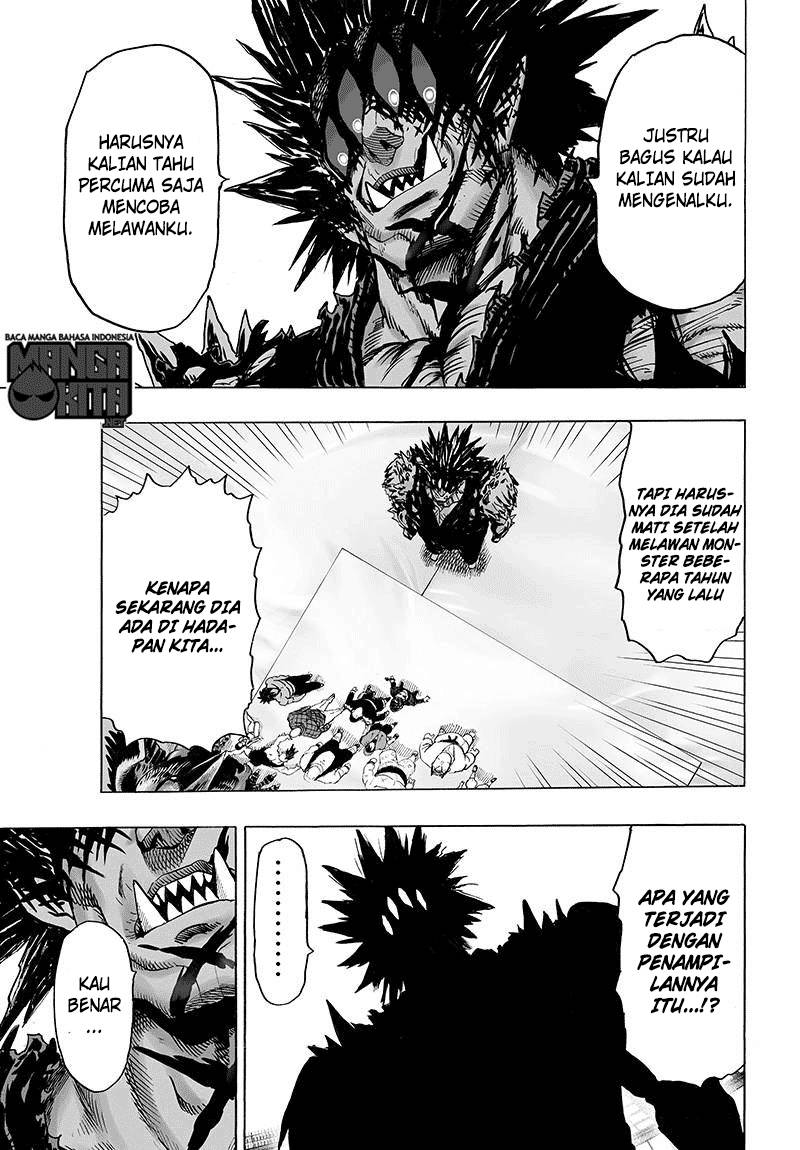 JUSTRU
BAGUS KALAU
KALIAN SUDAH
MENGENALKU.
HARUSNYA
KALIAN TAHU
PERCUMA SAJA
MENCOBA
MELAWANKU.
BACA MANGA BAHASA INDONESIA
MANGA
KITA
.NET
TAPI HARUS-
NYA DIA SUDAH
MATI SETELAH
MELAWAN MON-
STER BEBE-
RAPA TAHUN
YANG LALU
KENAPA
SEKARANG DIA
ADA DI HADA-
PAN KITA...
APA YANG
TERJADI
DENGAN
PENAMPI-
LANNYA
ITU...!?
.........
KAU
BENAR
...